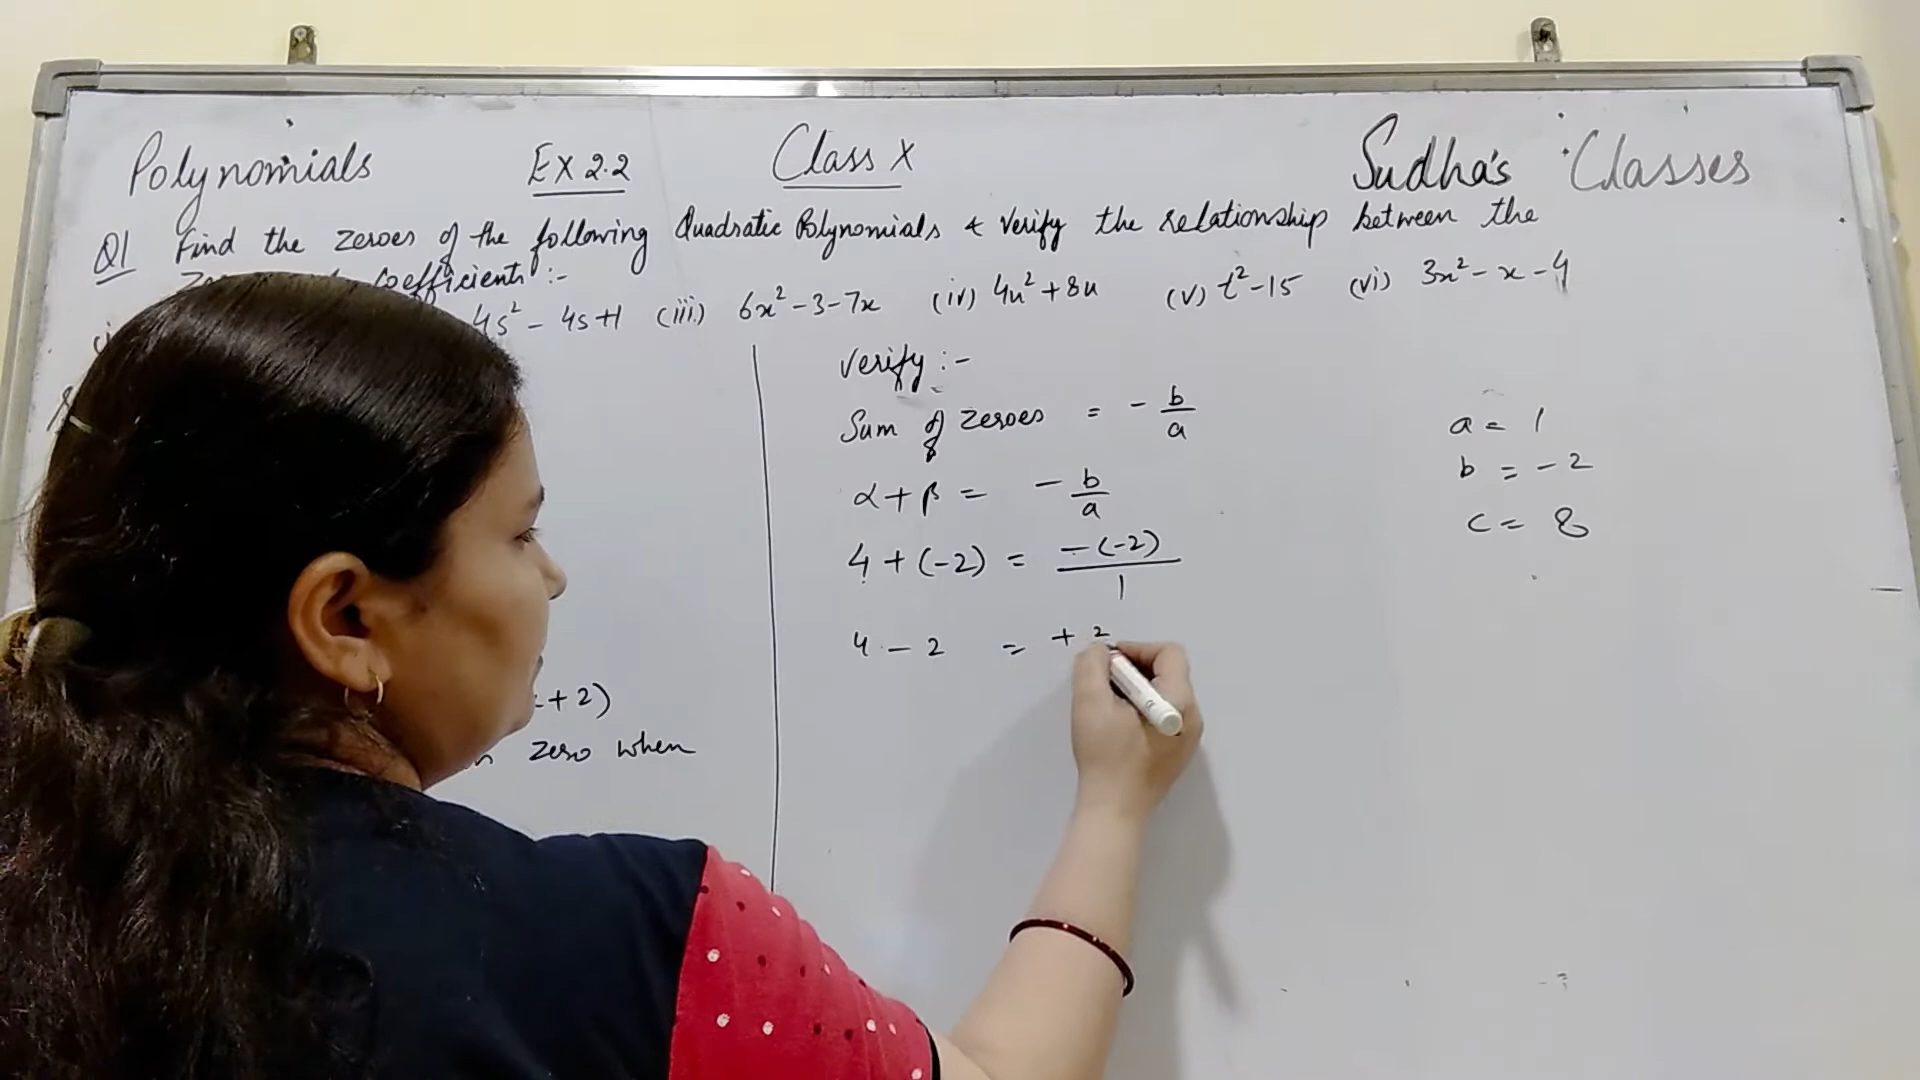 Polynomials Ex 2.2 Class X Sudha's Classes
Q1 Find the zeroes of the following Quadratic Polynomials & Verify the relationship between the
coefficients :-
4s² - 4s+1 (iii) 6x² - 3 - 7x (iv) 4u² + 8u (v) t² - 15 (vi) 3x² - x - 4
+ 2)
zero when
Verify :-
Sum of zeroes = - b/a
α + β = - b/a
4 + (-2) = -(-2)/1
4 - 2 = + 2
a = 1
b = - 2
c = 8